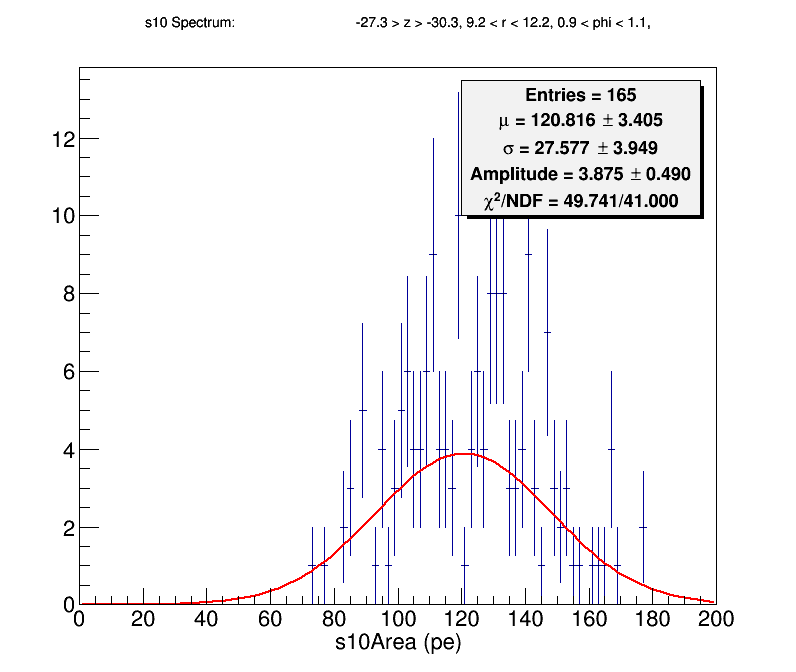 s10 Spectrum: -27.3 > z > -30.3, 9.2 < r < 12.2, 0.9 < phi < 1.1,
Entries = 165
μ = 120.816 ± 3.405
σ = 27.577 ± 3.949
Amplitude = 3.875 ± 0.490
χ²/NDF = 49.741/41.000
12
10
8
6
4
2
0
0 20 40 60 80 100 120 140 160 180 200
s10Area (pe)